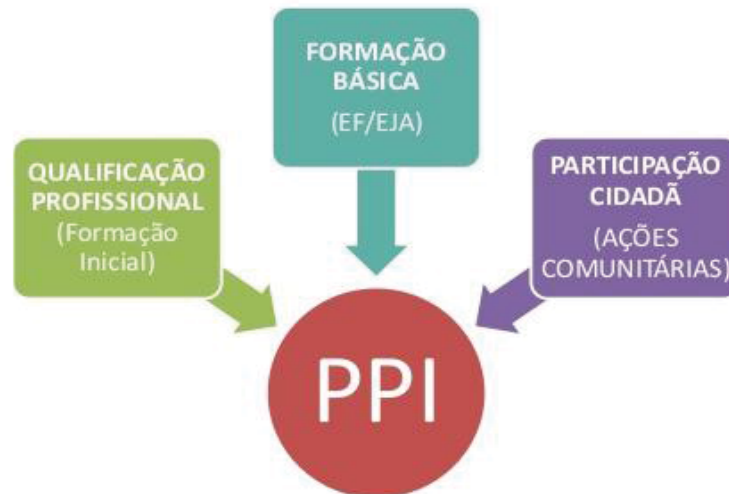 FORMAÇÃO
BÁSICA
(EF/EJA)
QUALIFICAÇÃO
PROFISSIONAL
(Formação
Inicial)
PARTICIPAÇÃO
CIDADÃ
(AÇÕES
COMUNITÁRIAS)
PPI